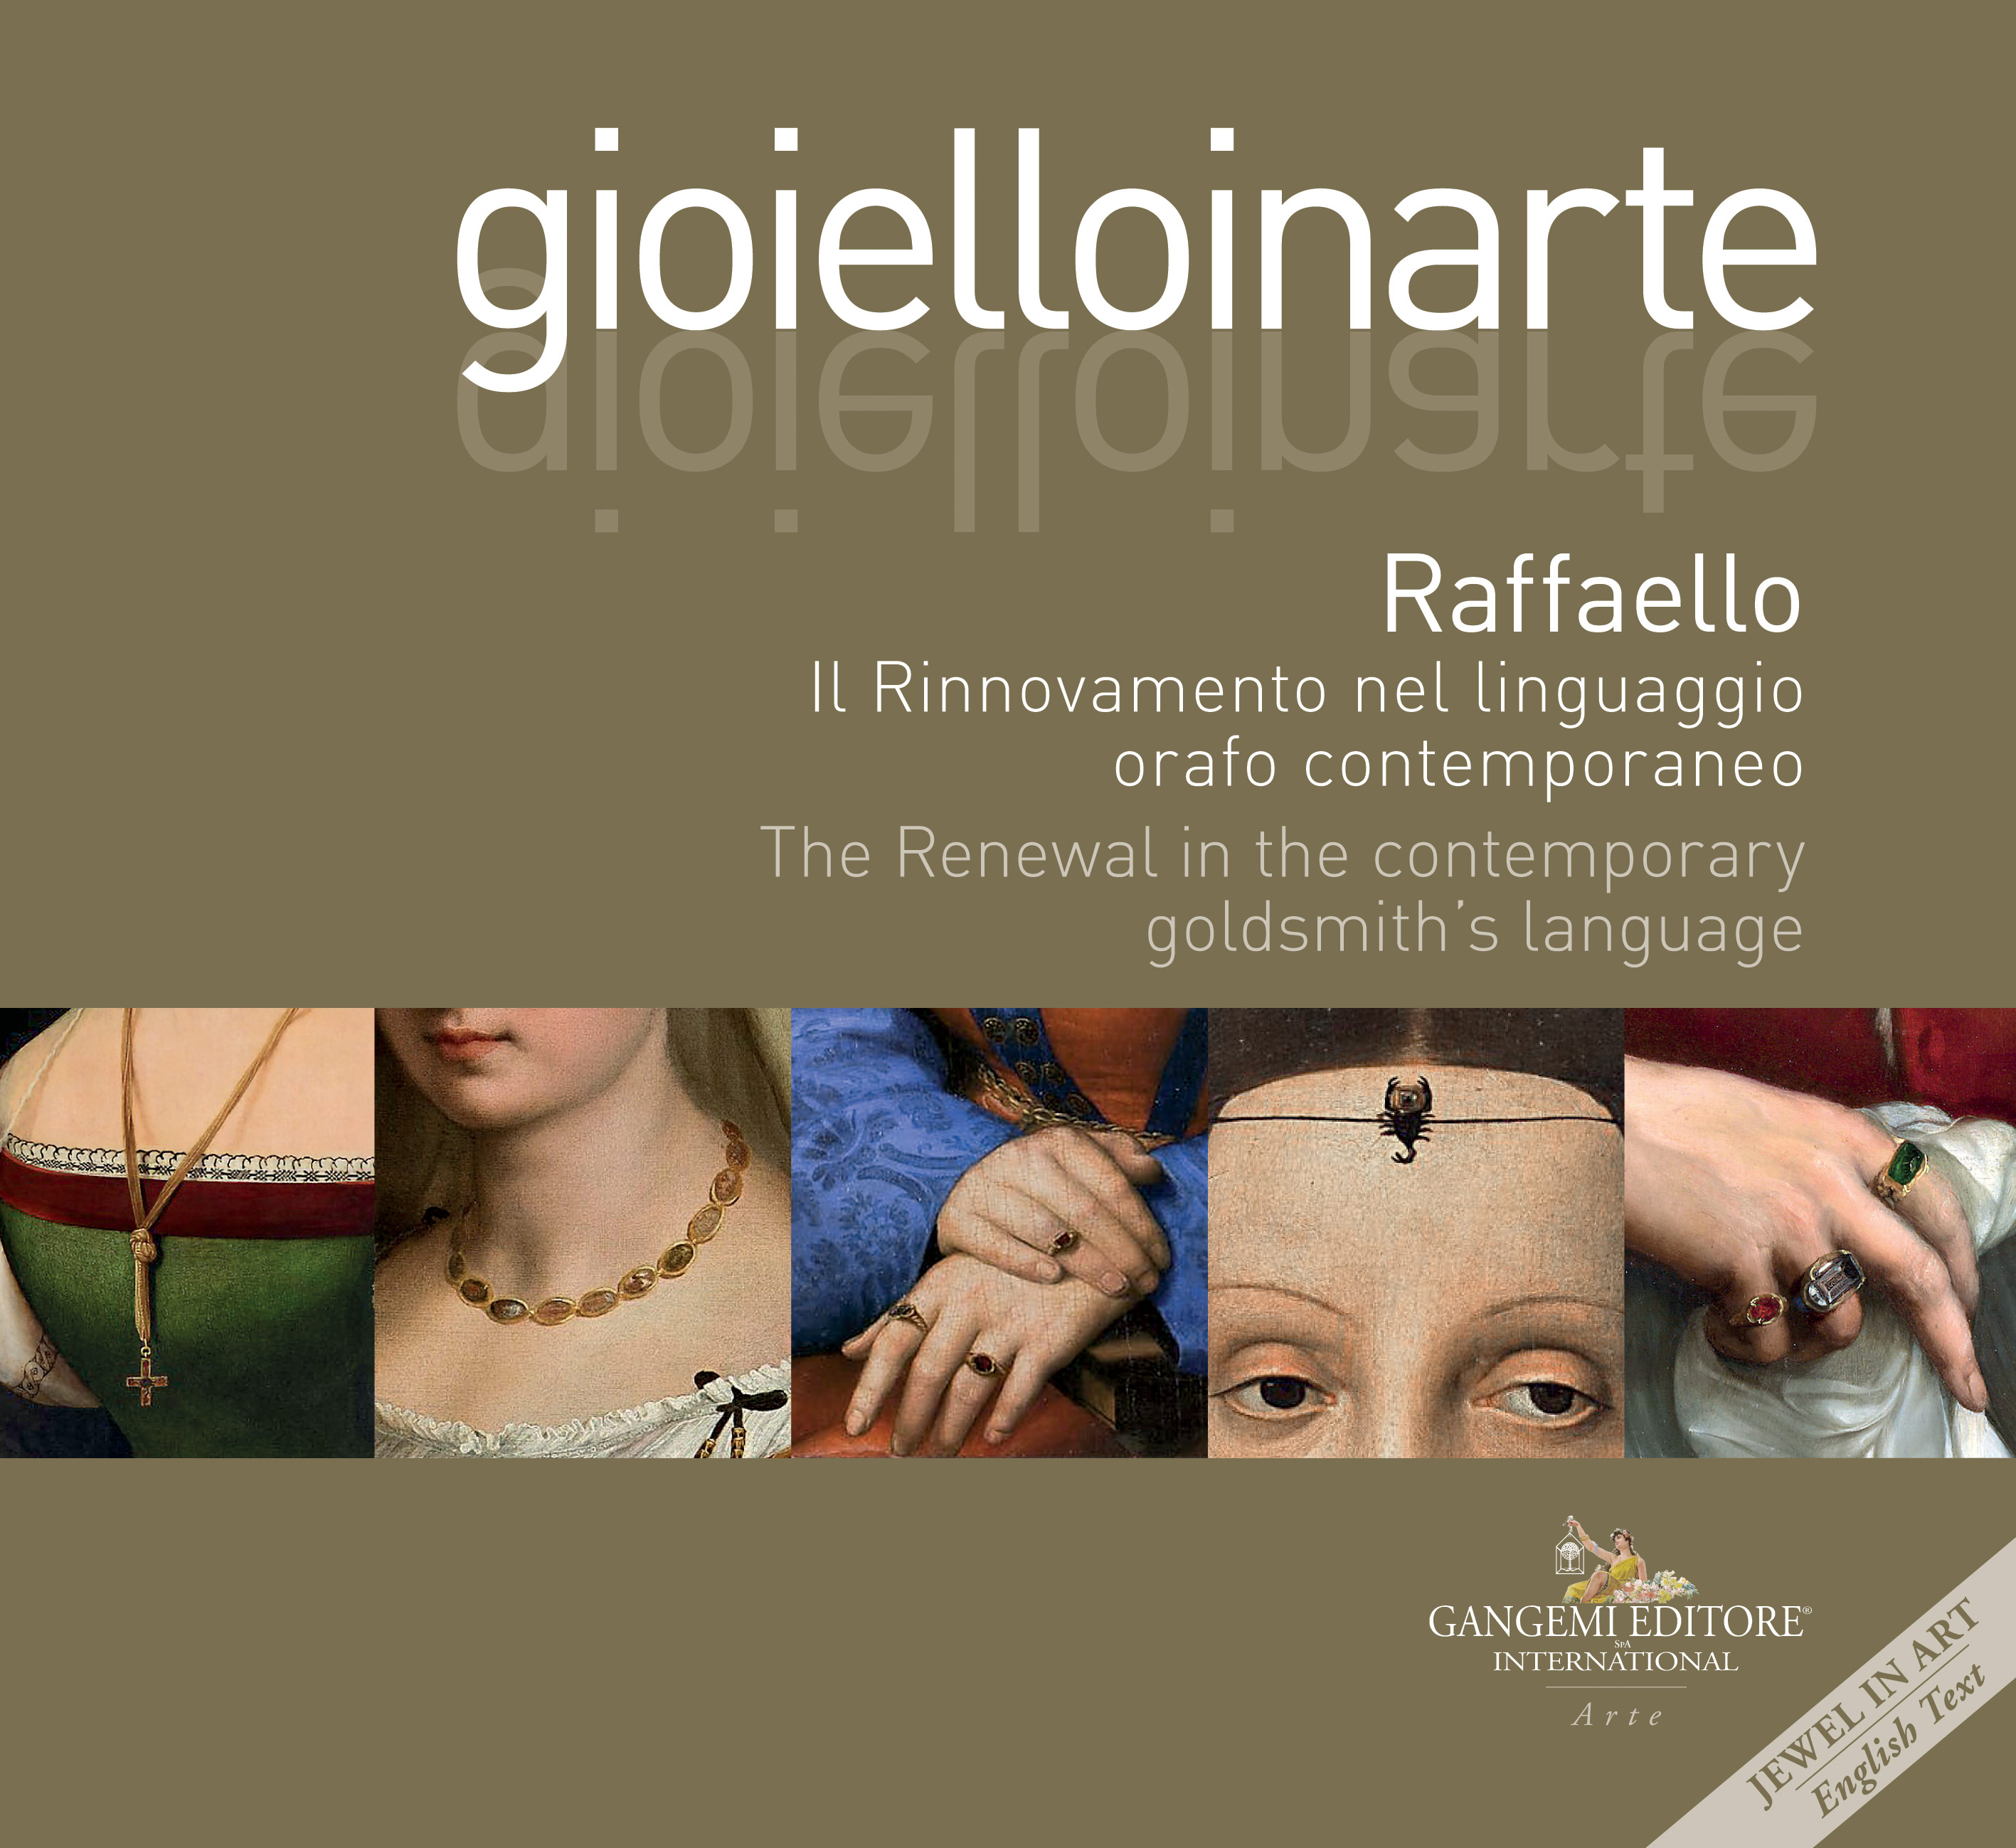 gioielloinarte
Raffaello
Il Rinnovamento nel linguaggio
orafo contemporaneo
The Renewal in the contemporary
goldsmith’s language
GANGEMI EDITORE®
SpA
INTERNATIONAL
Arte
JEWEL IN ART
English Text